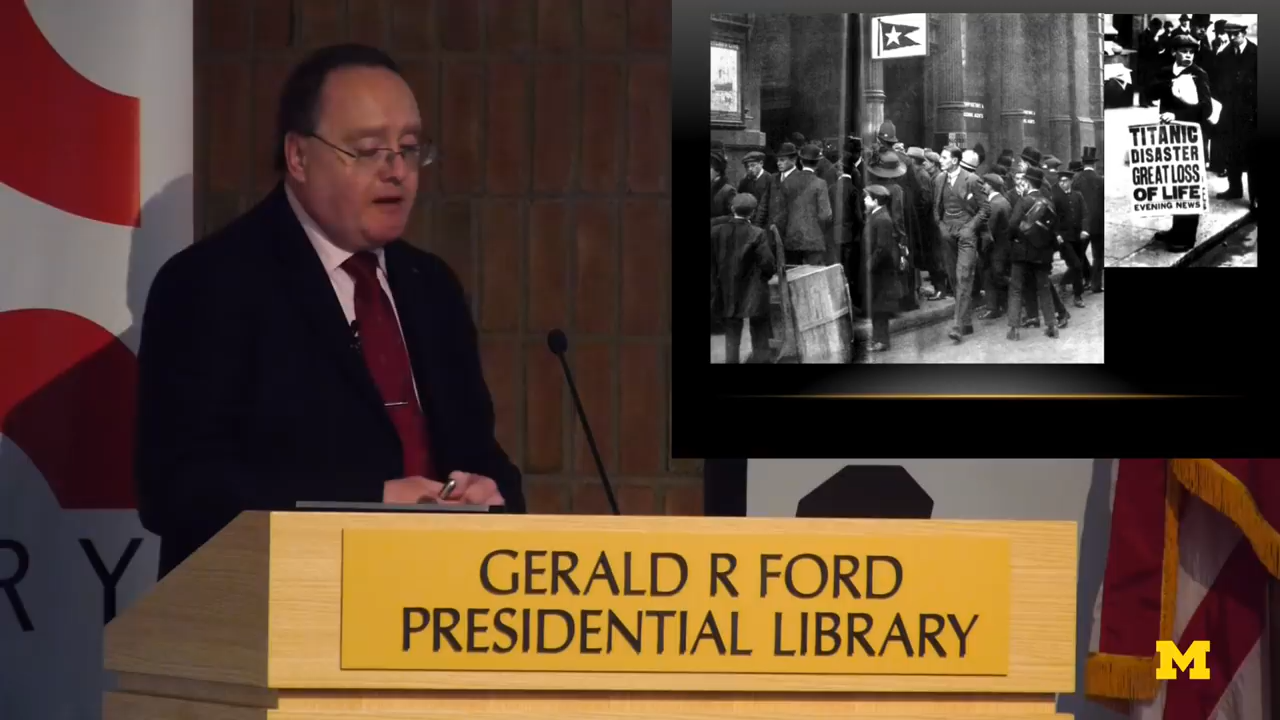 TITANIC
DISASTER
GREAT LOSS
OF LIFE
EVENING NEWS
RY
GERALD R FORD
PRESIDENTIAL LIBRARY
M